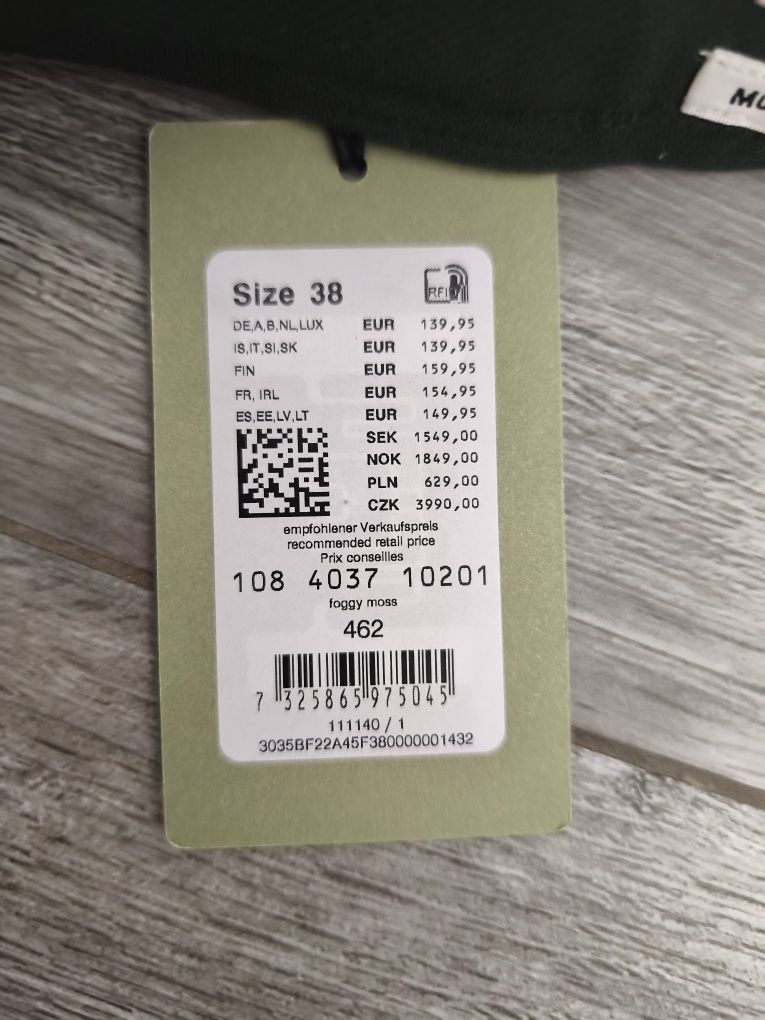 Size 38
RFID
DE,A,B,NL,LUX EUR 139,95
IS,IT,SI,SK EUR 139,95
FIN EUR 159,95
FR, IRL EUR 154,95
ES,EE,LV,LT EUR 149,95
SEK 1549,00
NOK 1849,00
PLN 629,00
CZK 3990,00
empfohlener Verkaufspreis
recommended retail price
Prix conseilles
108 4037 10201
foggy moss
462
7 325865 975045
111140 / 1
3035BF22A45F380000001432